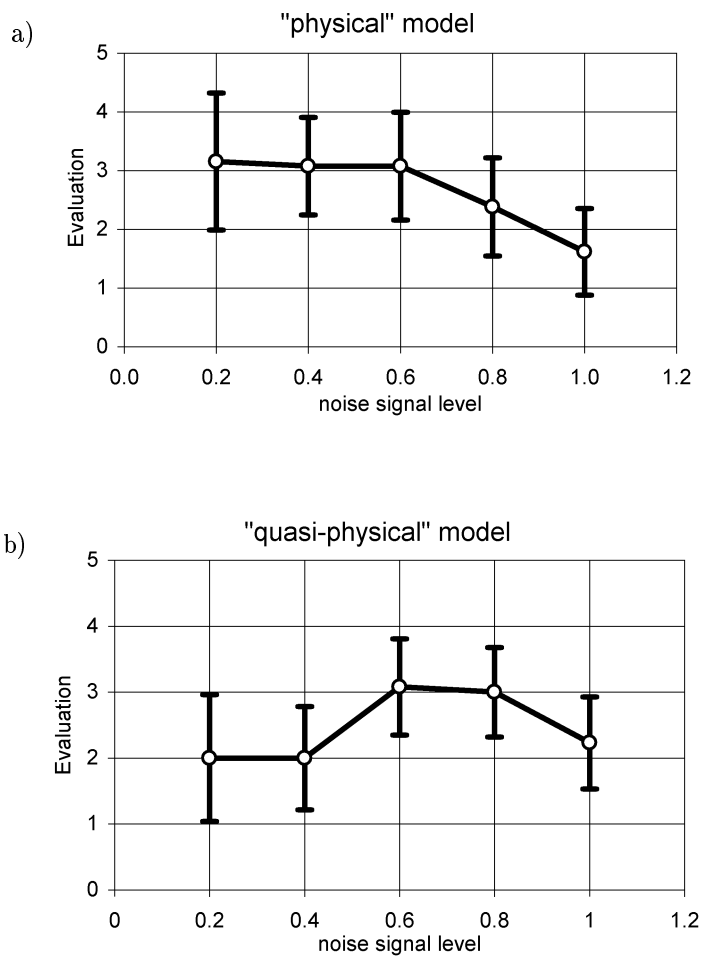 a)
"physical" model
5
4
3
2
1
0
Evaluation
0.0 0.2 0.4 0.6 0.8 1.0 1.2
noise signal level
b)
"quasi-physical" model
5
4
3
2
1
0
Evaluation
0 0.2 0.4 0.6 0.8 1 1.2
noise signal level